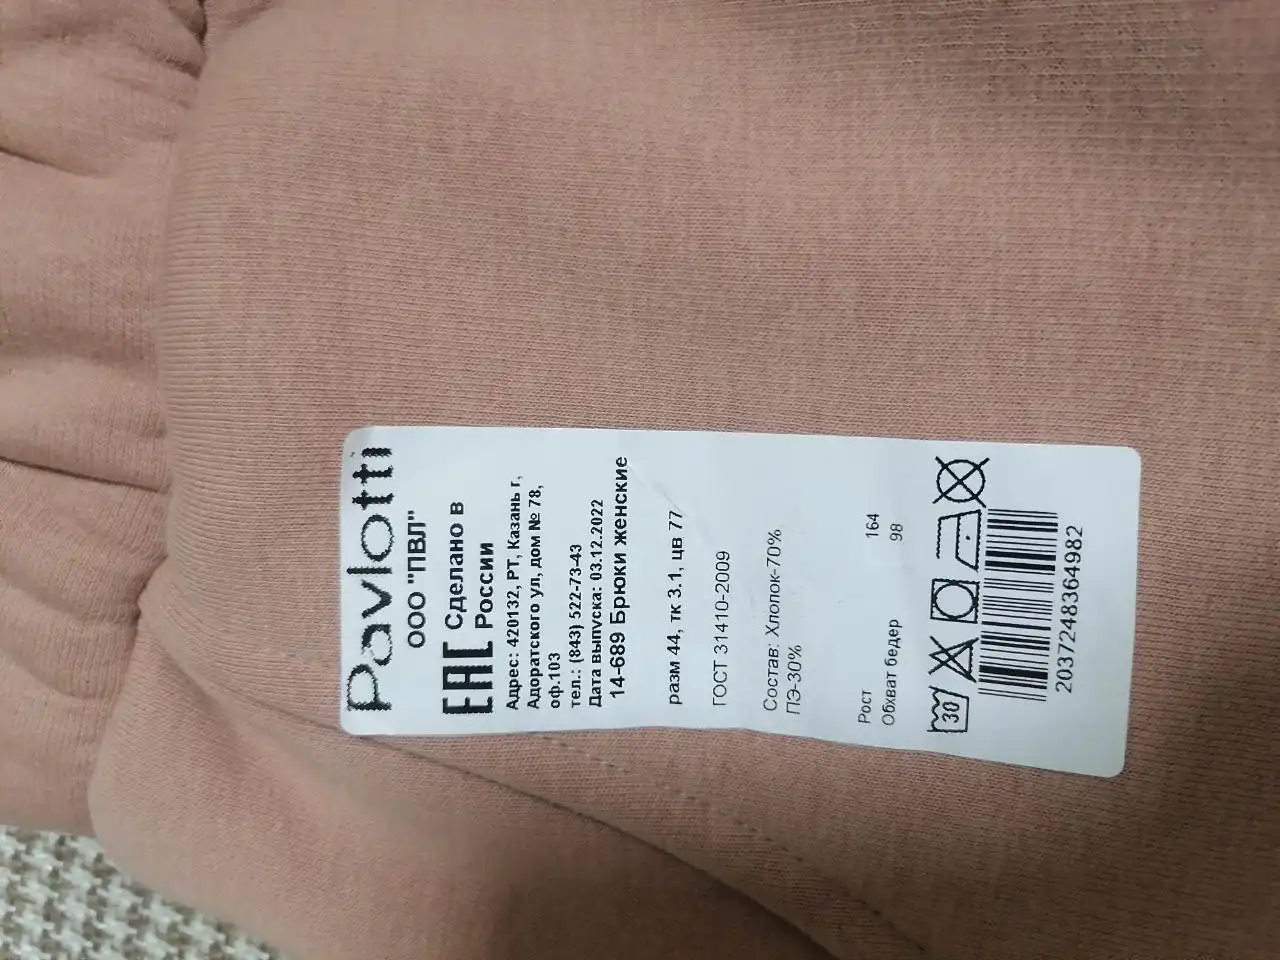 Pavlotti
ООО "ПВЛ"
ЕАС Сделано в
России
Адрес: 420132, РТ, Казань г,
Адоратского ул, дом № 78,
оф.103
тел.: (843) 522-73-43
Дата выпуска: 03.12.2022
14-689 Брюки женские
разм 44, тк 3.1, цв 77
ГОСТ 31410-2009
Состав: Хлопок-70%,
ПЭ-30%
Рост 164
Обхват бедер 98
30
2037248364982